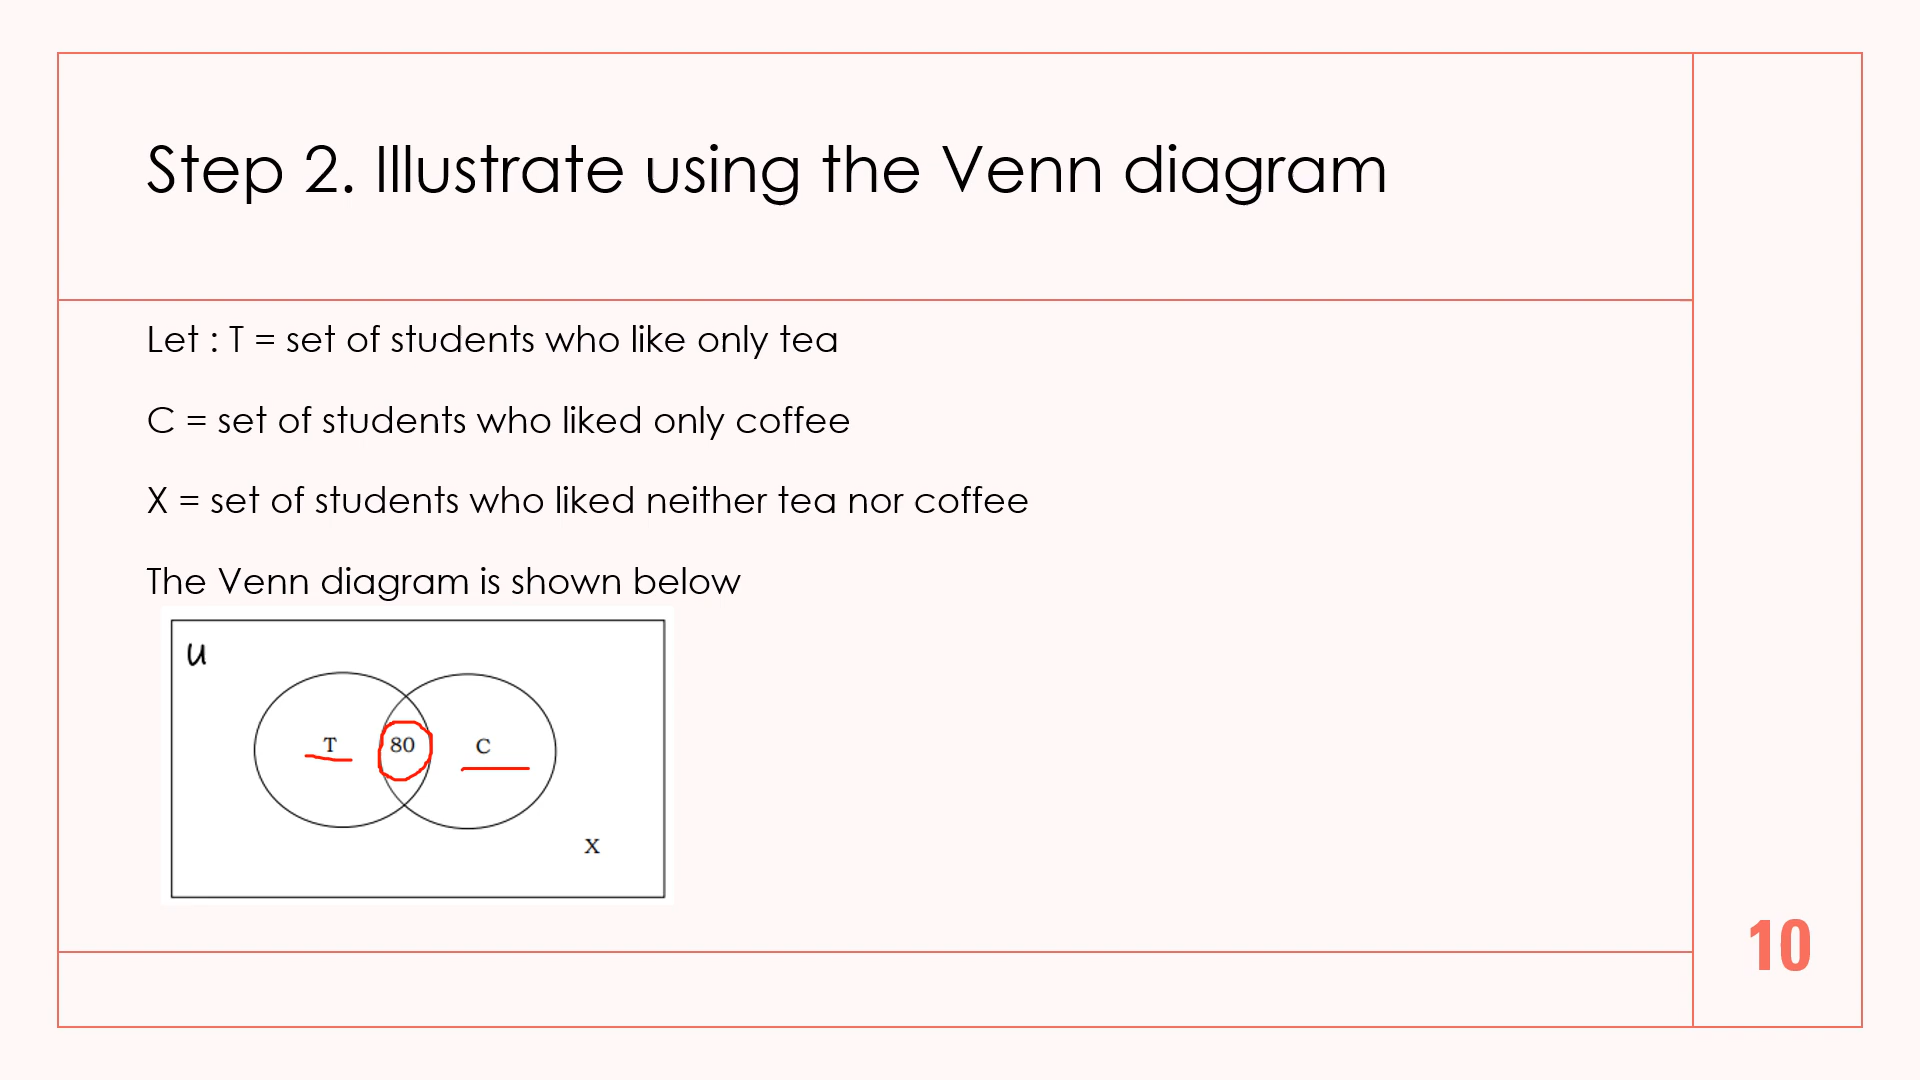 Step 2. Illustrate using the Venn diagram
Let : T = set of students who like only tea
C = set of students who liked only coffee
X = set of students who liked neither tea nor coffee
The Venn diagram is shown below
U
T 80 C
X
10